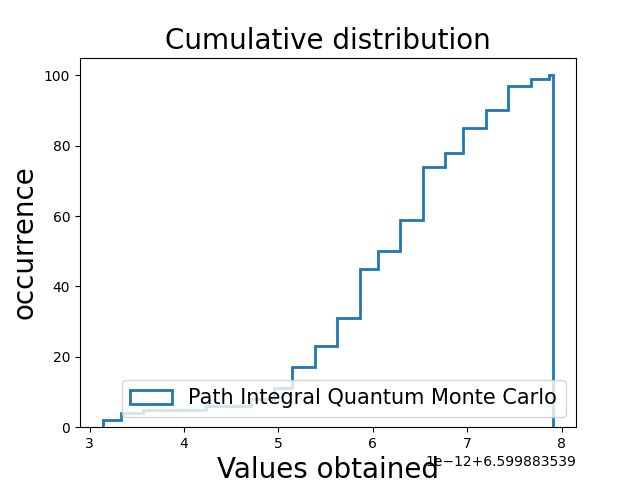 Cumulative distribution
100
80
60
40
20
0
occurrence
Path Integral Quantum Monte Carlo
3 4 5 6 7 8
1e−12+6.599883539
Values obtained